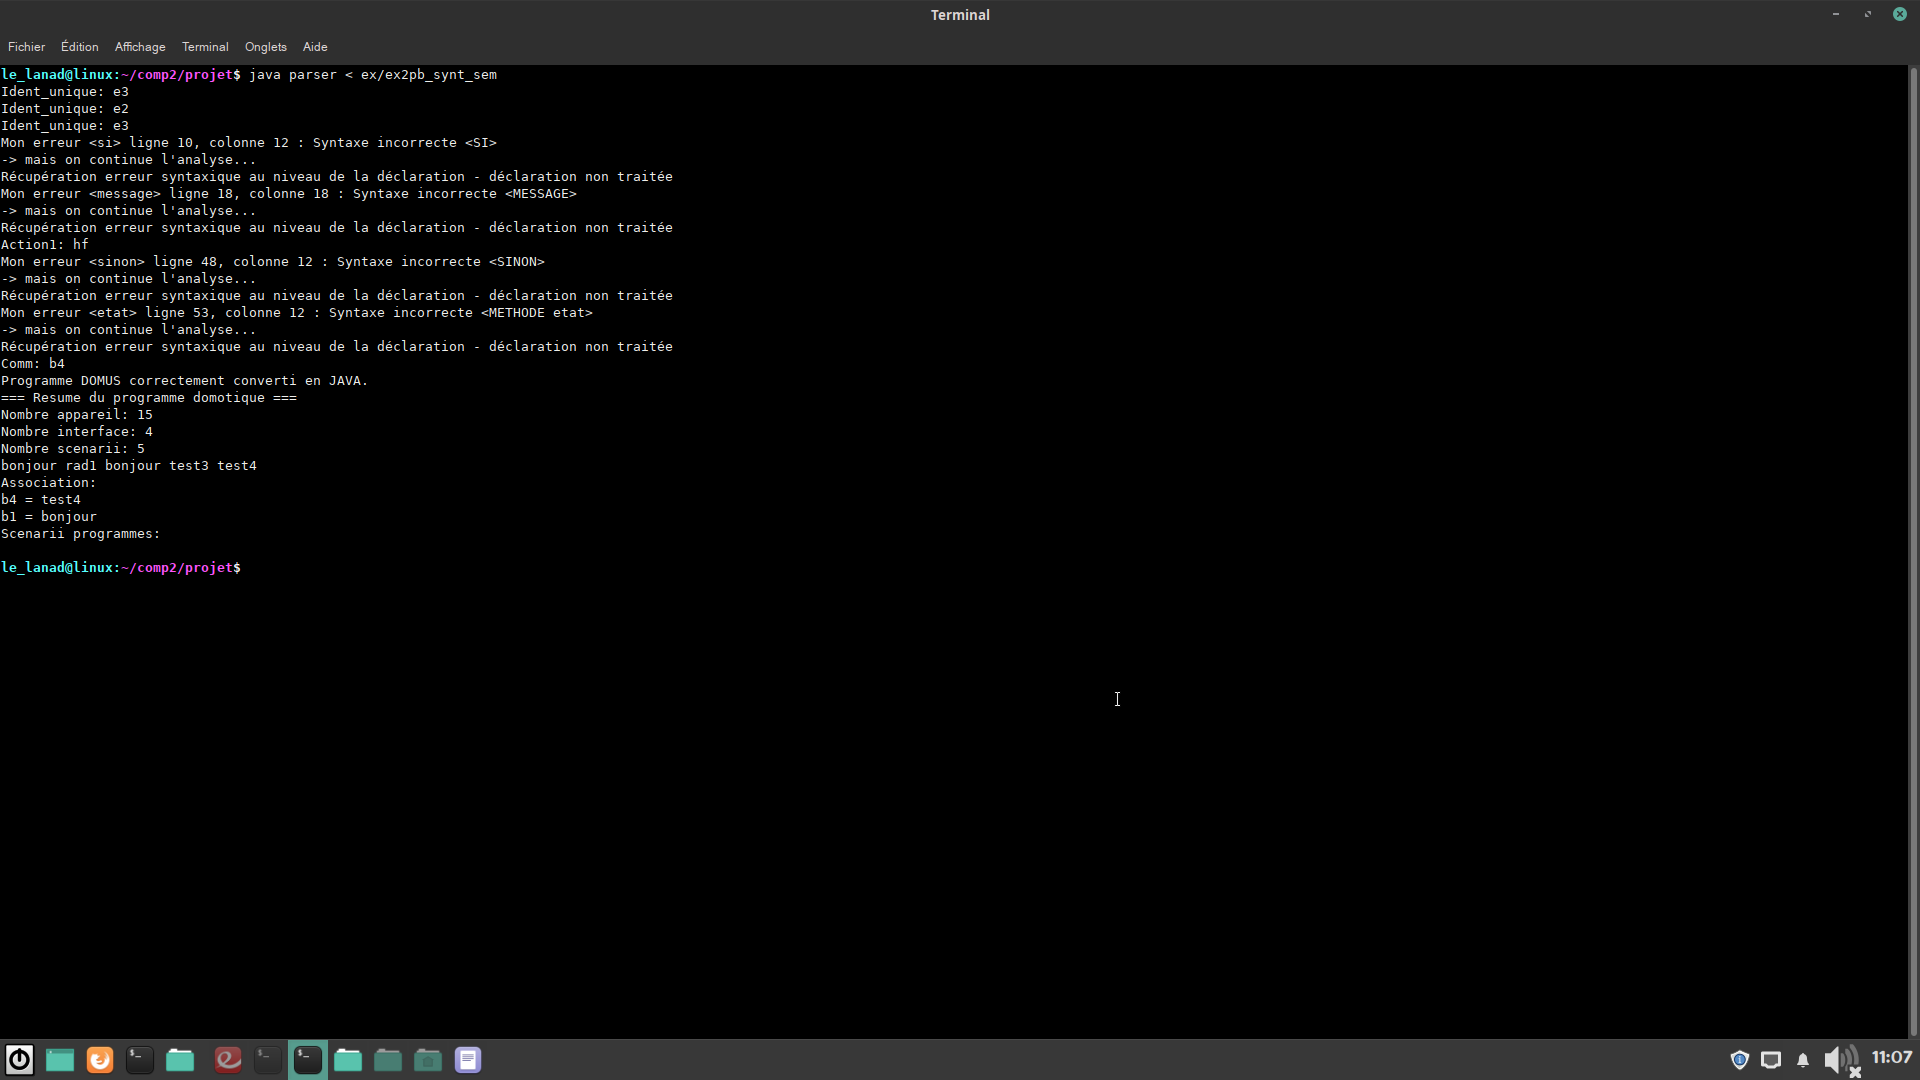 Terminal
Fichier Édition Affichage Terminal Onglets Aide
le_lanad@linux:~/comp2/projet$ java parser < ex/ex2pb_synt_sem
Ident_unique: e3
Ident_unique: e2
Ident_unique: e3
Mon erreur <si> ligne 10, colonne 12 : Syntaxe incorrecte <SI>
-> mais on continue l'analyse...
Récupération erreur syntaxique au niveau de la déclaration - déclaration non traitée
Mon erreur <message> ligne 18, colonne 18 : Syntaxe incorrecte <MESSAGE>
-> mais on continue l'analyse...
Récupération erreur syntaxique au niveau de la déclaration - déclaration non traitée
Action1: hf
Mon erreur <sinon> ligne 48, colonne 12 : Syntaxe incorrecte <SINON>
-> mais on continue l'analyse...
Récupération erreur syntaxique au niveau de la déclaration - déclaration non traitée
Mon erreur <etat> ligne 53, colonne 12 : Syntaxe incorrecte <METHODE etat>
-> mais on continue l'analyse...
Récupération erreur syntaxique au niveau de la déclaration - déclaration non traitée
Comm: b4
Programme DOMUS correctement converti en JAVA.
=== Resume du programme domotique ===
Nombre appareil: 15
Nombre interface: 4
Nombre scenarii: 5
bonjour rad1 bonjour test3 test4
Association:
b4 = test4
b1 = bonjour
Scenarii programmes:
le_lanad@linux:~/comp2/projet$
11:07